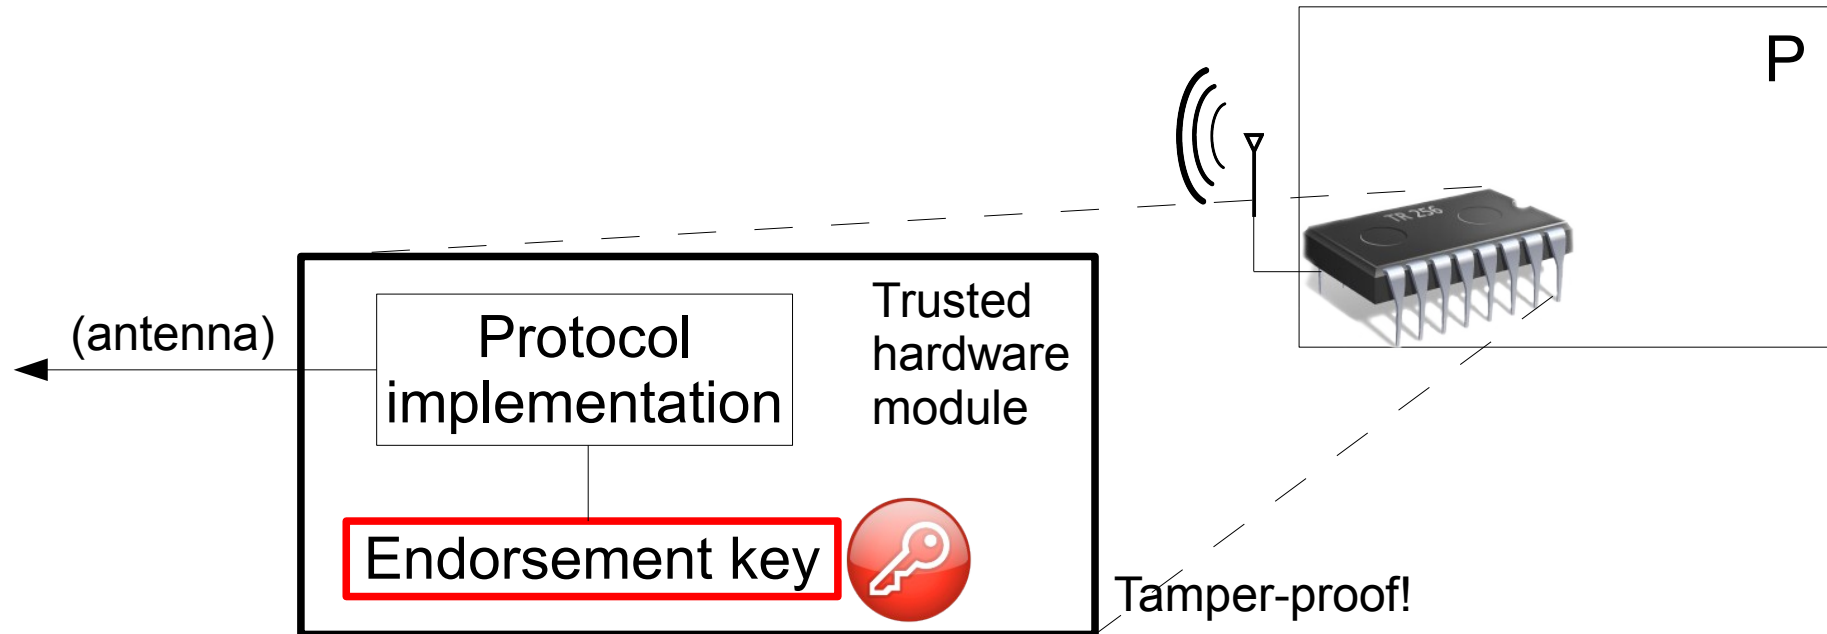 P
TR 256
(antenna)
Protocol
implementation
Trusted
hardware
module
Endorsement key
Tamper-proof!